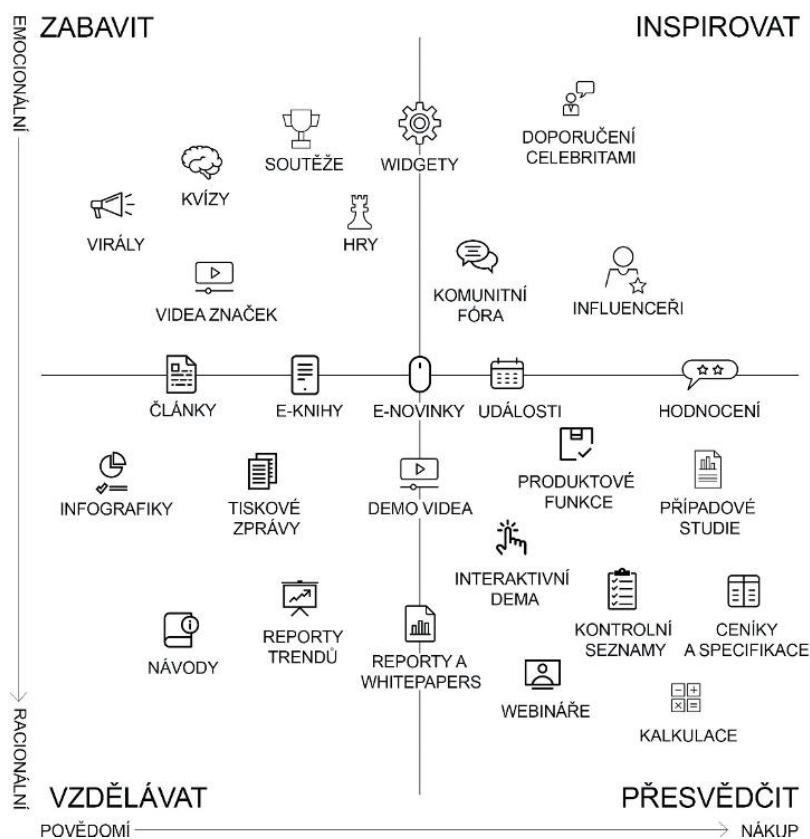 EMOCIONÁLNÍ
ZABAVIT
INSPIROVAT
SOUTĚŽE
WIDGETY
DOPORUČENÍ
CELEBRITAMI
KVÍZY
VIRÁLY
HRY
VIDEA ZNAČEK
KOMUNITNÍ
FÓRA
INFLUENCEŘI
ČLÁNKY
E-KNIHY
E-NOVINKY
UDÁLOSTI
HODNOCENÍ
INFOGRAFIKY
TISKOVÉ
ZPRÁVY
DEMO VIDEA
PRODUKTOVÉ
FUNKCE
PŘÍPADOVÉ
STUDIE
INTERAKTIVNÍ
DEMA
NÁVODY
REPORTY
TRENDŮ
REPORTY A
WHITEPAPERS
KONTROLNÍ
SEZNAMY
CENÍKY
A SPECIFIKACE
WEBINÁŘE
KALKULACE
RACIONÁLNÍ
VZDĚLÁVAT
PŘESVĚDČIT
POVĚDOMÍ
NÁKUP